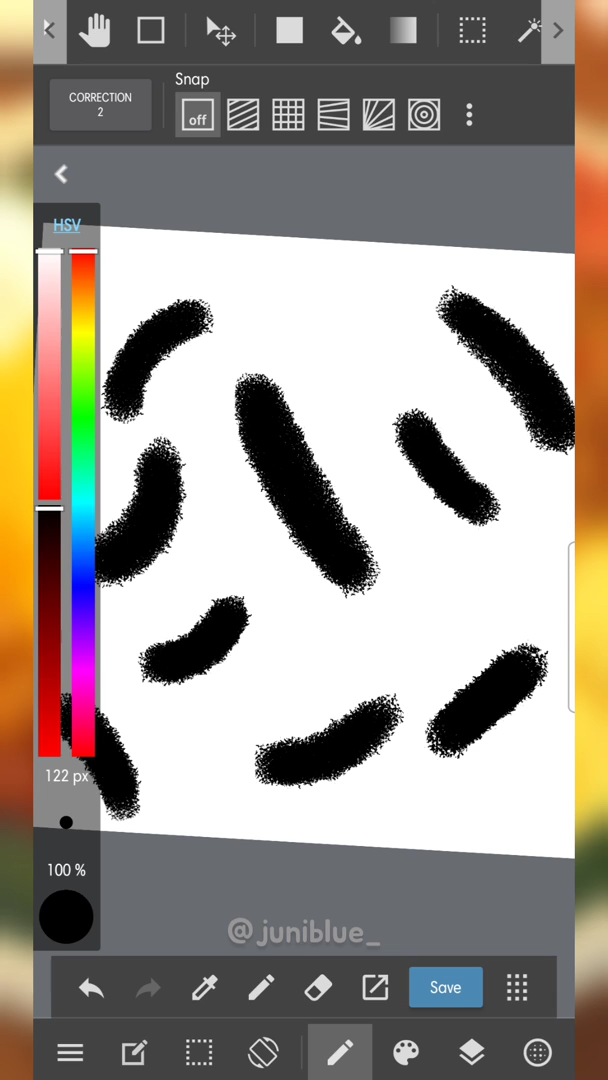 Snap
CORRECTION
2
off
HSV
122 px
100 %
@juniblue_
Save